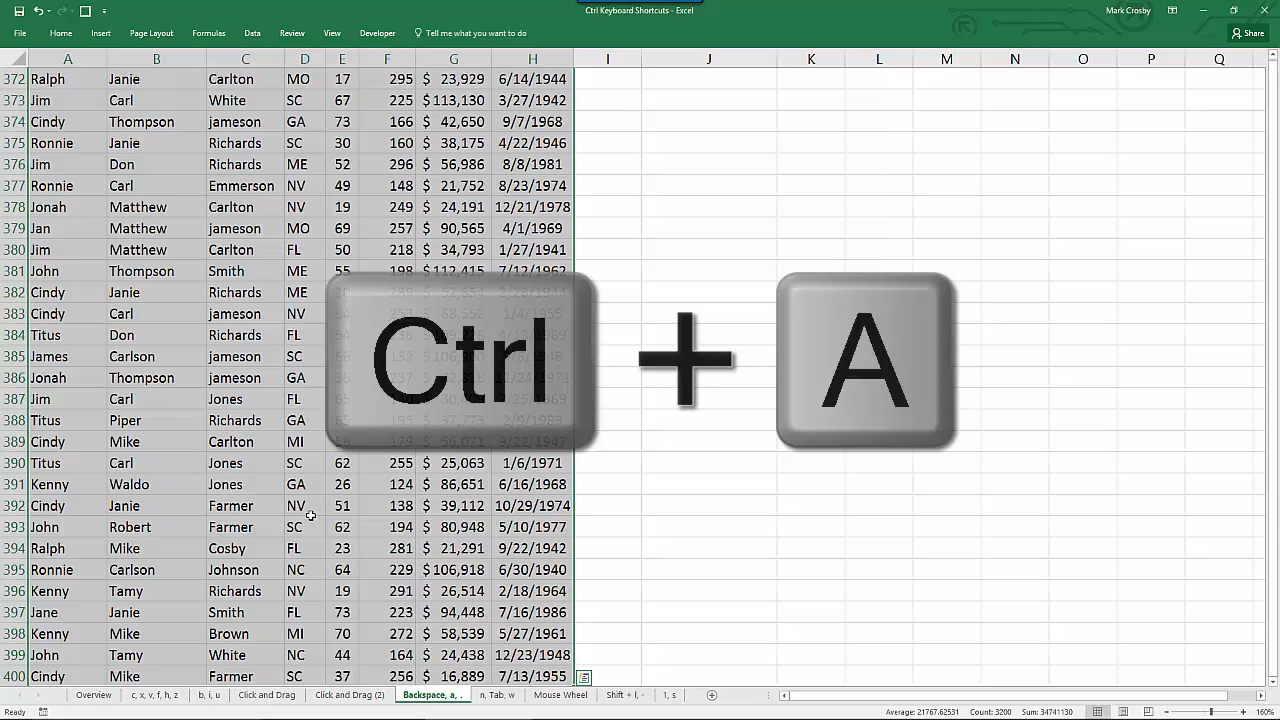 Ctrl Keyboard Shortcuts - Excel
Mark Crosby
File Home Insert Page Layout Formulas Data Review View Developer Tell me what you want to do
Share
A B C D E F G H I J K L M N O P Q
372 Ralph Janie Carlton MO 17 295 $ 23,929 6/14/1944
373 Jim Carl White SC 67 225 $ 113,130 3/27/1942
374 Cindy Thompson jameson GA 73 166 $ 42,650 9/7/1968
375 Ronnie Janie Richards SC 30 160 $ 38,175 4/22/1946
376 Jim Don Richards ME 52 296 $ 56,986 8/8/1981
377 Ronnie Carl Emmerson NV 49 148 $ 21,752 8/23/1974
378 Jonah Matthew Carlton NV 19 249 $ 24,191 12/21/1978
379 Jan Matthew jameson MO 69 257 $ 90,565 4/1/1969
380 Jim Matthew Carlton FL 50 218 $ 34,793 1/27/1941
381 John Thompson Smith ME 55 198 $ 112,415 7/12/1962
382 Cindy Janie Richards ME
383 Cindy Carl jameson NV
384 Titus Don Richards FL
385 James Carlson jameson SC
386 Jonah Thompson jameson GA
387 Jim Carl Jones FL
388 Titus Piper Richards GA
389 Cindy Mike Carlton MI
Ctrl + A
390 Titus Carl Jones SC 62 255 $ 25,063 1/6/1971
391 Kenny Waldo Jones GA 26 124 $ 86,651 6/16/1968
392 Cindy Janie Farmer NV 51 138 $ 39,112 10/29/1974
393 John Robert Farmer SC 62 194 $ 80,948 5/10/1977
394 Ralph Mike Cosby FL 23 281 $ 21,291 9/22/1942
395 Ronnie Carlson Johnson NC 64 229 $ 106,918 6/30/1940
396 Kenny Tamy Richards NV 19 291 $ 26,514 2/18/1964
397 Jane Janie Smith FL 73 223 $ 94,448 7/16/1986
398 Kenny Mike Brown MI 70 272 $ 58,539 5/27/1961
399 John Tamy White NC 44 164 $ 24,438 12/23/1948
400 Cindy Mike Farmer SC 37 256 $ 16,889 7/13/1955
Overview c, x, v, f, h, z b, i, u Click and Drag Click and Drag (2) Backspace, a, . n, Tab, w Mouse Wheel Shift + !, - 1, s
Ready Average: 21767.62531 Count: 3200 Sum: 34741130 160%